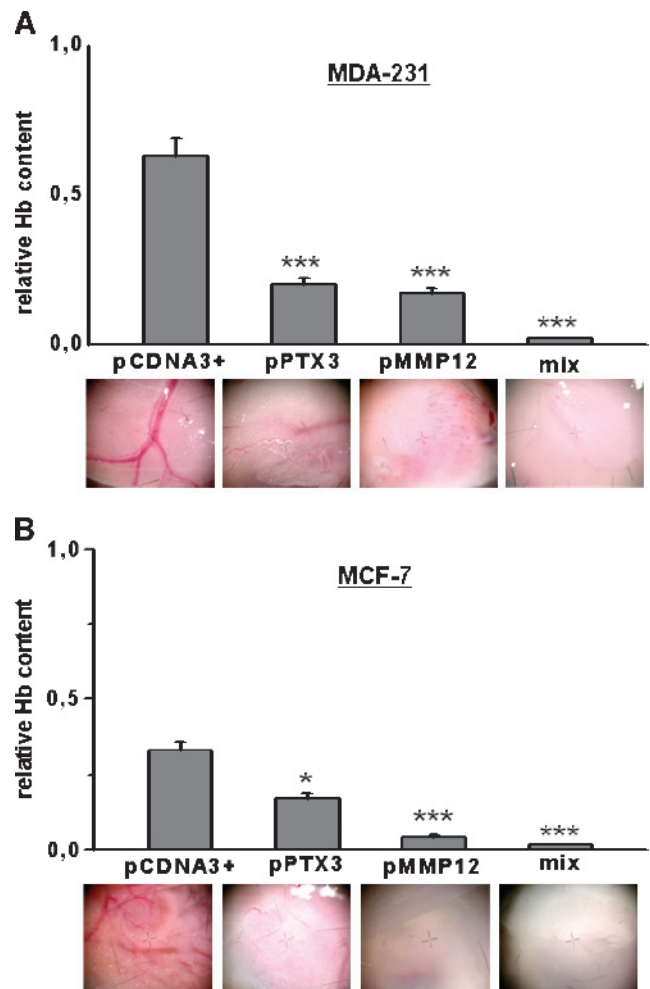 A
1,0
MDA-231
relative Hb content
0,5
***
***
***
0,0
pCDNA3+ pPTX3 pMMP12 mix
B
1,0
MCF-7
relative Hb content
0,5
*
***
***
0,0
pCDNA3+ pPTX3 pMMP12 mix